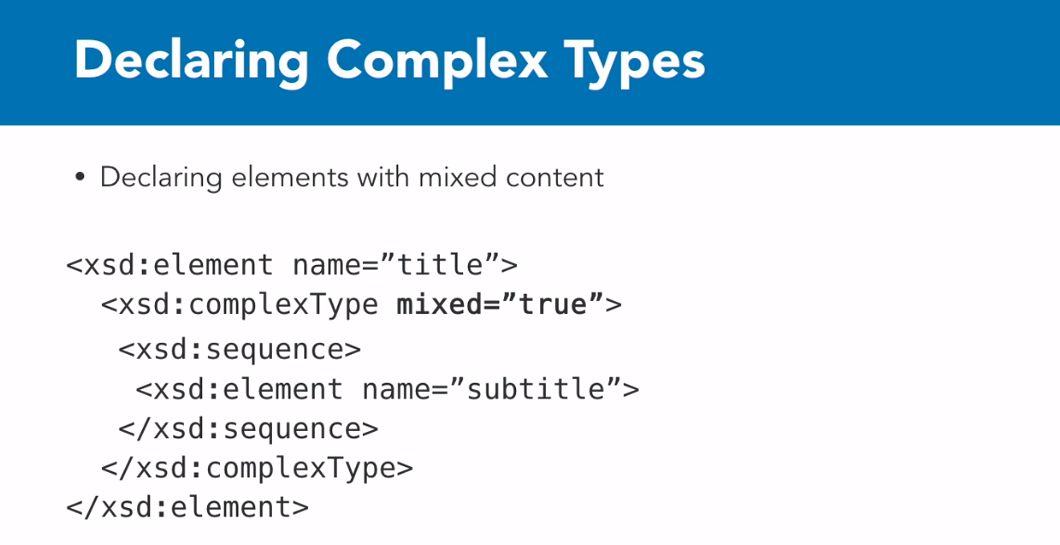 Declaring Complex Types
• Declaring elements with mixed content
<xsd:element name=”title”>
<xsd:complexType mixed=”true”>
<xsd:sequence>
<xsd:element name=”subtitle”>
</xsd:sequence>
</xsd:complexType>
</xsd:element>